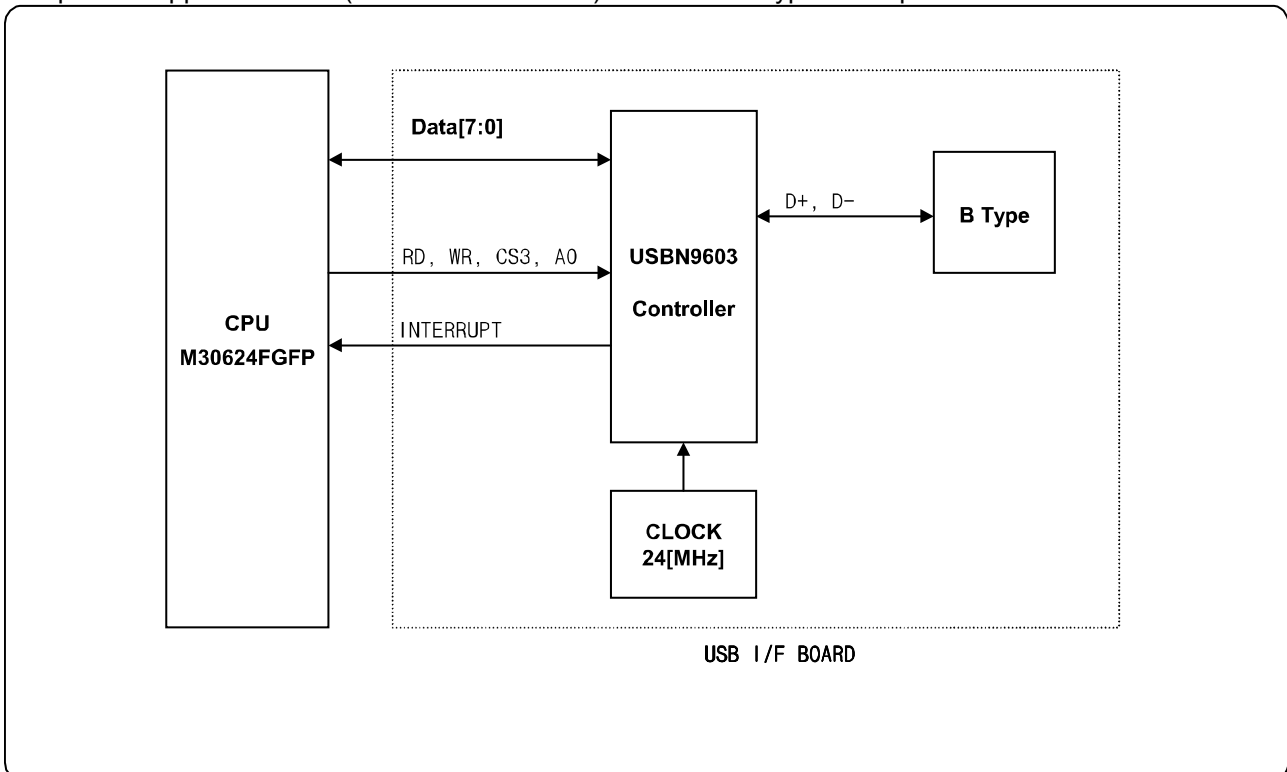 Data[7:0]
D+, D-
B Type
RD, WR, CS3, A0
USBN9603
Controller
CPU
M30624FGFP
INTERRUPT
CLOCK
24[MHz]
USB I/F BOARD